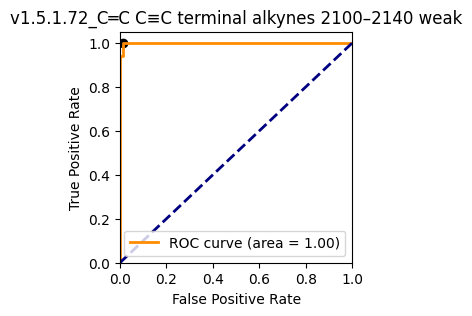 v1.5.1.72_C═C C≡C terminal alkynes 2100–2140 weak
1.0
0.8
0.6
0.4
0.2
0.0
True Positive Rate
ROC curve (area = 1.00)
0.0 0.2 0.4 0.6 0.8 1.0
False Positive Rate